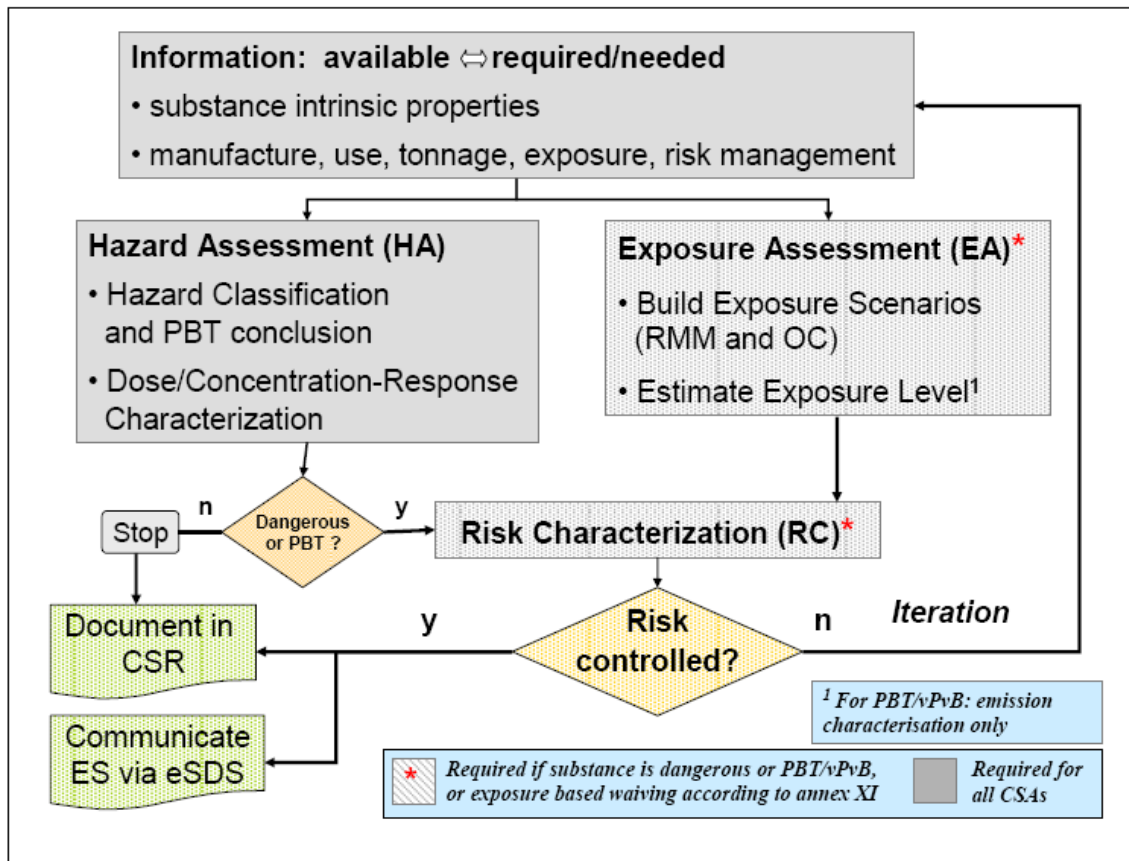 Information: available ⇔ required/needed
• substance intrinsic properties
• manufacture, use, tonnage, exposure, risk management
Hazard Assessment (HA)
• Hazard Classification
and PBT conclusion
• Dose/Concentration-Response
Characterization
Exposure Assessment (EA)*
• Build Exposure Scenarios
(RMM and OC)
• Estimate Exposure Level¹
n
Dangerous
or PBT ?
y
Stop
Risk Characterization (RC)*
Document in
CSR
y
Risk
controlled?
n
Iteration
¹ For PBT/vPvB: emission
characterisation only
Communicate
ES via eSDS
* Required if substance is dangerous or PBT/vPvB,
or exposure based waiving according to annex XI
Required for
all CSAs